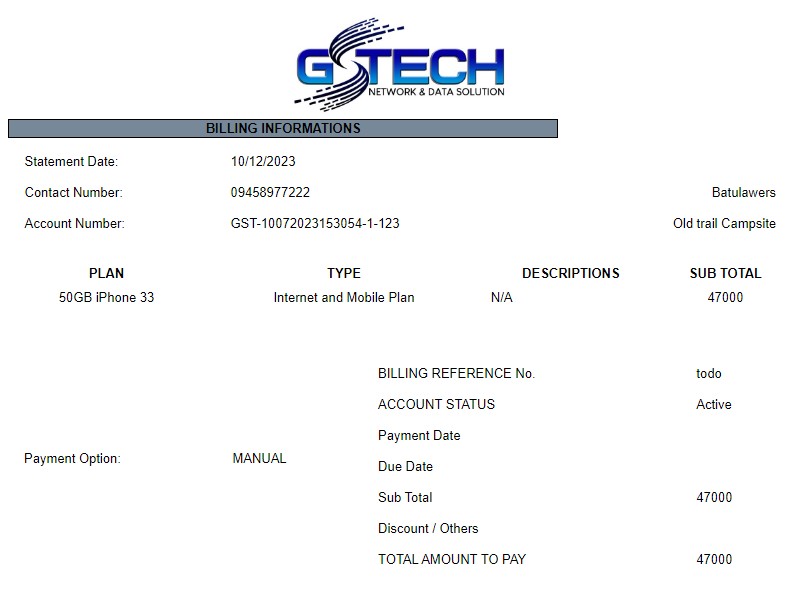 GSTECH
NETWORK & DATA SOLUTION
BILLING INFORMATIONS
Statement Date: 10/12/2023
Contact Number: 09458977222 Batulawers
Account Number: GST-10072023153054-1-123 Old trail Campsite
PLAN TYPE DESCRIPTIONS SUB TOTAL
50GB iPhone 33 Internet and Mobile Plan N/A 47000
BILLING REFERENCE No. todo
ACCOUNT STATUS Active
Payment Date
Payment Option: MANUAL
Due Date
Sub Total 47000
Discount / Others
TOTAL AMOUNT TO PAY 47000